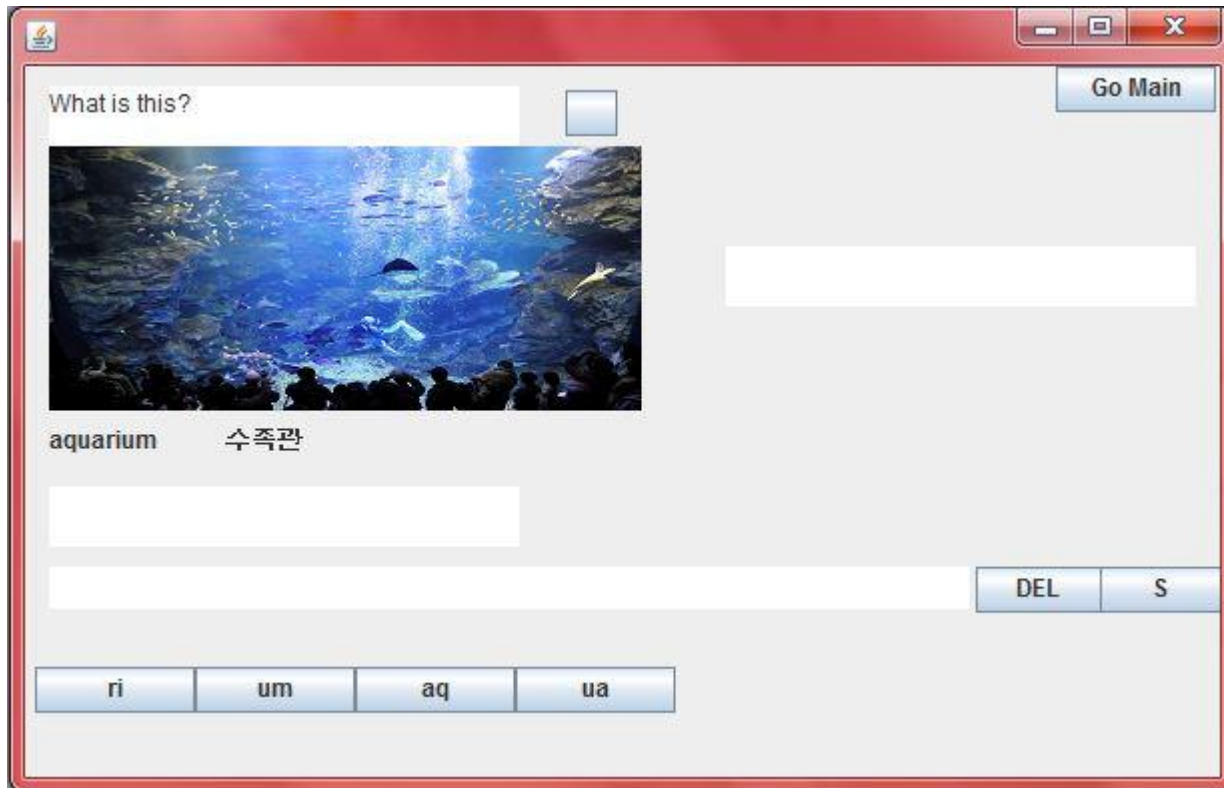 Go Main
What is this?
aquarium 수족관
DEL S
ri um aq ua